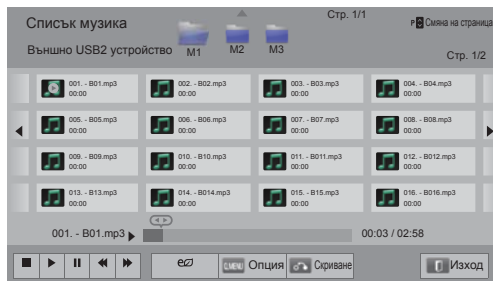 Списък музика
Стр. 1/1
P Смяна на страница
Външно USB2 устройство
M1
M2
M3
Стр. 1/2
001. - B01.mp3
00:00
002. - B02.mp3
00:00
003. - B03.mp3
00:00
004. - B04.mp3
00:00
005. - B05.mp3
00:00
006. - B06.mp3
00:00
007. - B07.mp3
00:00
008. - B08.mp3
00:00
009. - B09.mp3
00:00
010. - B10.mp3
00:00
011. - B011.mp3
00:00
012. - B012.mp3
00:00
013. - B13.mp3
00:00
014. - B014.mp3
00:00
015. - B15.mp3
00:00
016. - B016.mp3
00:00
001. - B01.mp3
00:03 / 02:58
Q.MENU Опция
Скриване
Изход